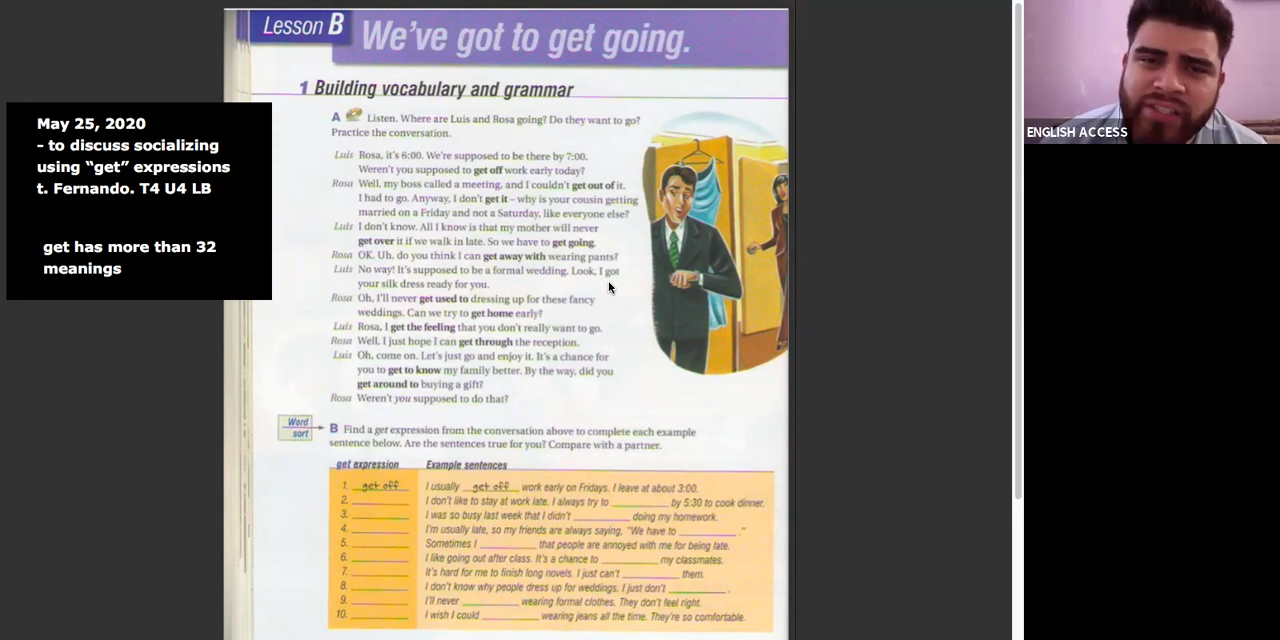 Lesson B
We've got to get going.
1 Building vocabulary and grammar
A Listen. Where are Luis and Rosa going? Do they want to go?
Practice the conversation.
Luis Rosa, it's 6:00. We're supposed to be there by 7:00.
Weren't you supposed to get off work early today?
Rosa Well, my boss called a meeting, and I couldn't get out of it.
I had to go. Anyway, I don't get it – why is your cousin getting
married on a Friday and not a Saturday, like everyone else?
Luis I don't know. All I know is that my mother will never
get over it if we walk in late. So we have to get going.
Rosa OK. Uh, do you think I can get away with wearing pants?
Luis No way! It's supposed to be a formal wedding. Look, I got
your silk dress ready for you.
Rosa Oh, I'll never get used to dressing up for these fancy
weddings. Can we try to get home early?
Luis Rosa, I get the feeling that you don't really want to go.
Rosa Well, I just hope I can get through the reception.
Luis Oh, come on. Let's just go and enjoy it. It's a chance for
you to get to know my family better. By the way, did you
get around to buying a gift?
Rosa Weren't you supposed to do that?
Word
sort
B Find a get expression from the conversation above to complete each example
sentence below. Are the sentences true for you? Compare with a partner.
get expression Example sentences
1. get off I usually get off work early on Fridays. I leave at about 3:00.
2. I don't like to stay at work late. I always try to ________ by 5:30 to cook dinner.
3. I was so busy last week that I didn't ________ doing my homework.
4. I'm usually late, so my friends are always saying, "We have to ________."
5. Sometimes I ________ that people are annoyed with me for being late.
6. I like going out after class. It's a chance to ________ my classmates.
7. It's hard for me to finish long novels. I just can't ________ them.
8. I don't know why people dress up for weddings. I just don't ________.
9. I'll never ________ wearing formal clothes. They don't feel right.
10. I wish I could ________ wearing jeans all the time. They're so comfortable.
May 25, 2020
- to discuss socializing
using "get" expressions
t. Fernando. T4 U4 LB
get has more than 32
meanings
ENGLISH ACCESS